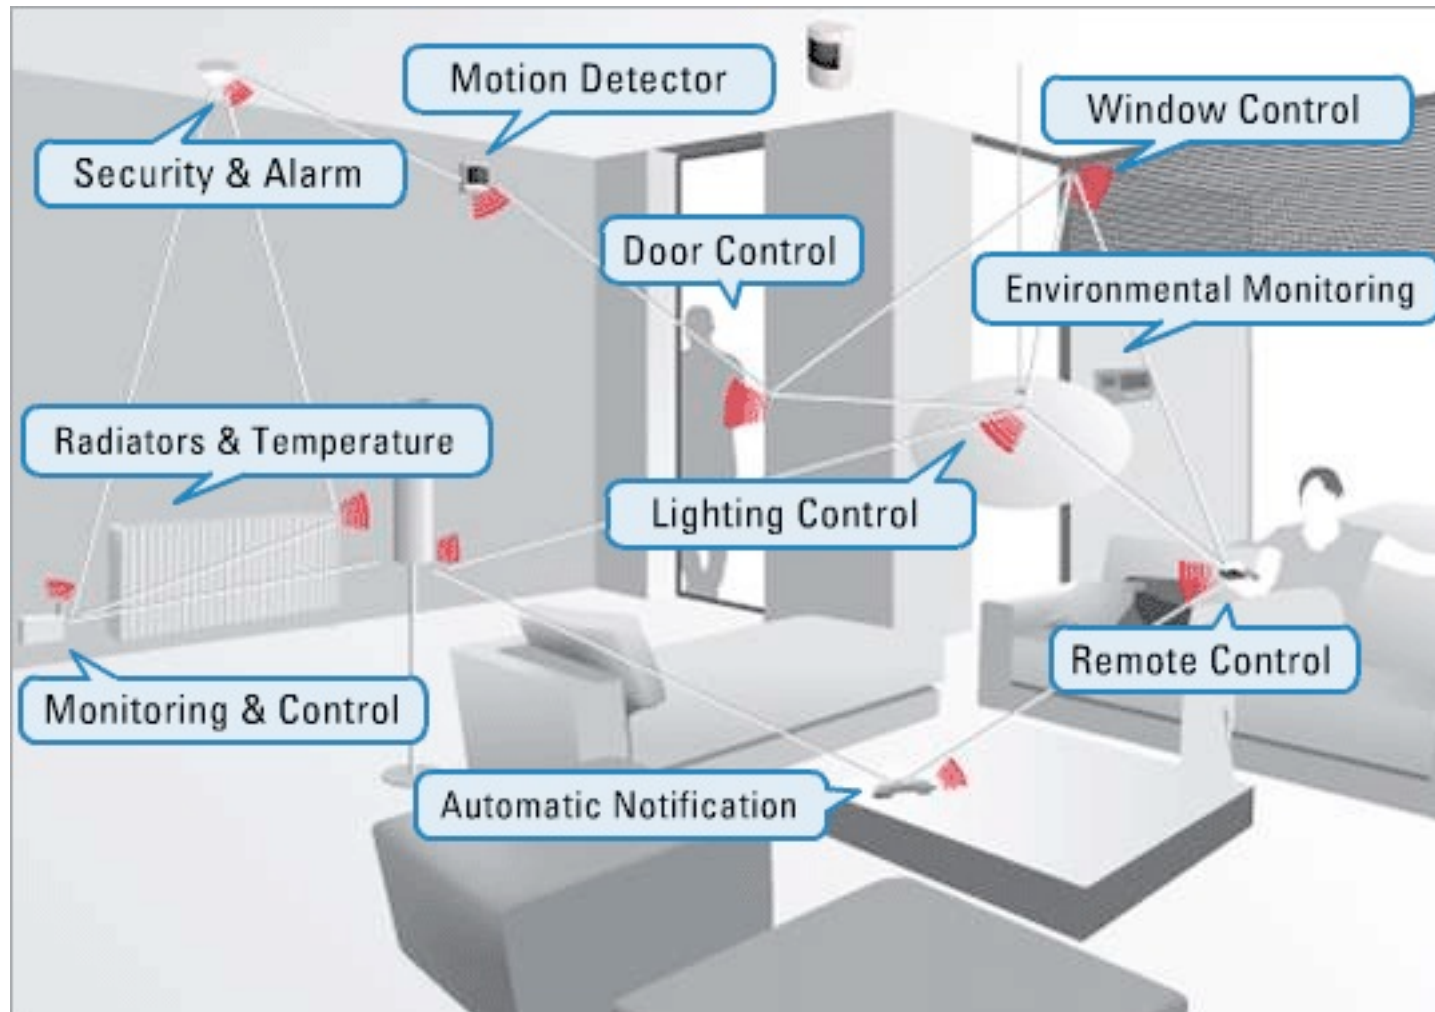 Motion Detector
Window Control
Security & Alarm
Door Control
Environmental Monitoring
Radiators & Temperature
Lighting Control
Remote Control
Monitoring & Control
Automatic Notification